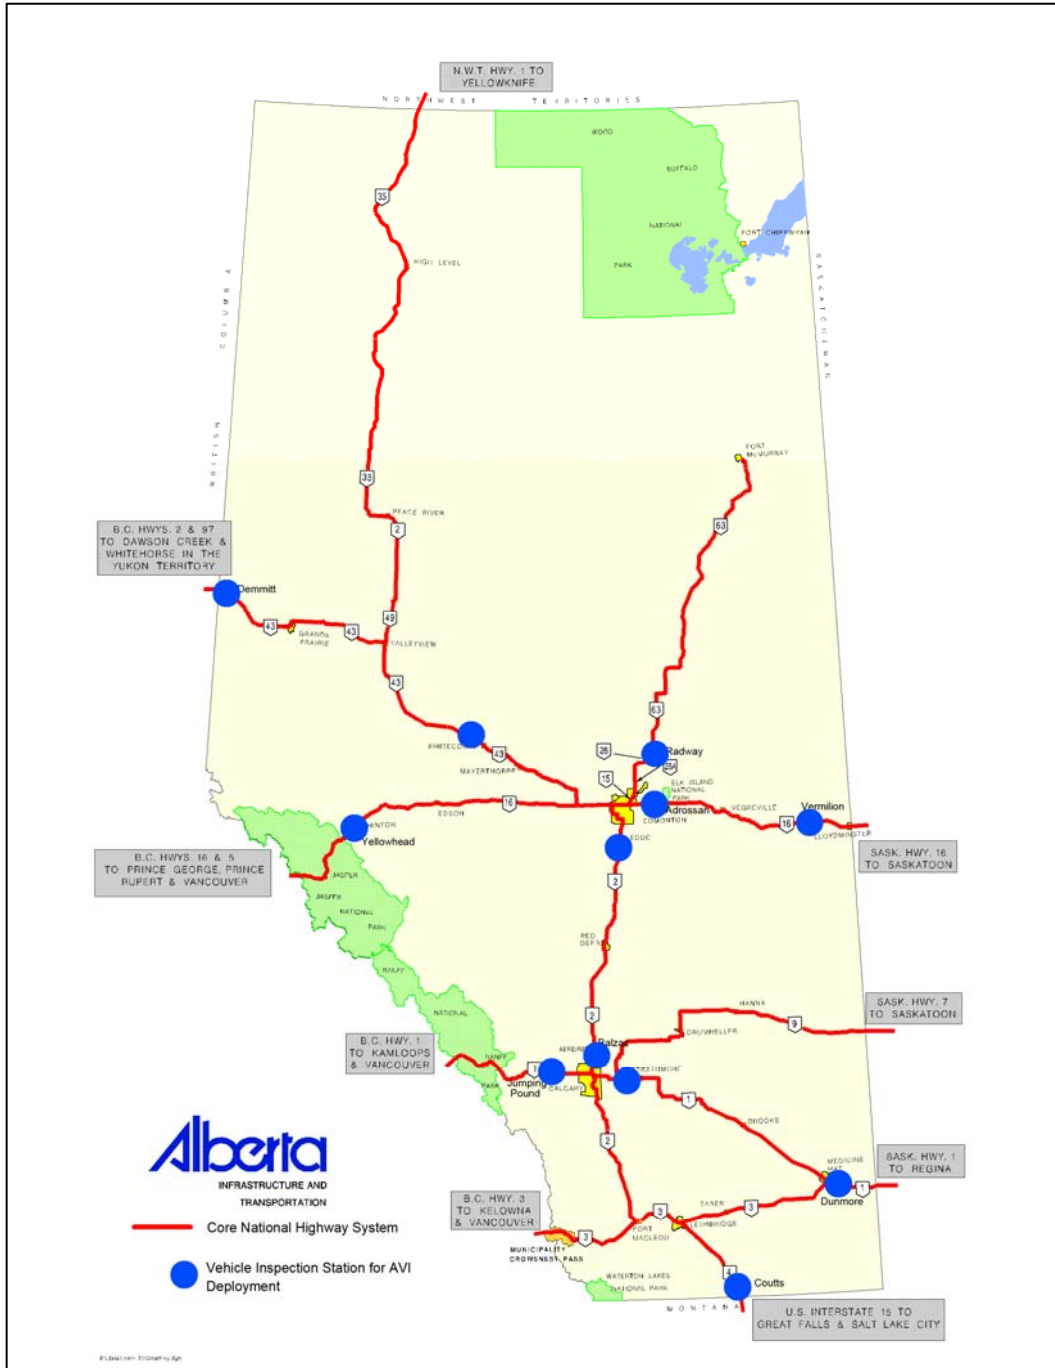 N.W.T. HWY. 1 TO
YELLOWKNIFE
NORTHWEST TERRITORIES
WOOD
BUFFALO
NATIONAL
PARK
FORT CHIPEWYAN
SASKATCHEWAN
BRITISH COLUMBIA
35
HIGH LEVEL
FORT
McMURRAY
35
PEACE RIVER
2
63
B.C. HWYS. 2 & 97
TO DAWSON CREEK &
WHITEHORSE IN THE
YUKON TERRITORY
Demmitt
49
43
GRANDE
PRAIRIE
43
VALLEYVIEW
43
63
WHITECOURT
43
MAYERTHORPE
28
Radway
28A
15
ELK ISLAND
NATIONAL
PARK
Adrossan
EDMONTON
16
EDSON
HINTON
Yellowhead
VEGREVILLE
Vermilion
16
LLOYDMINSTER
LEDUC
SASK. HWY. 16
TO SASKATOON
B.C. HWYS. 16 & 5
TO PRINCE GEORGE, PRINCE
RUPERT & VANCOUVER
JASPER
JASPER
NATIONAL
PARK
2
RED
DEER
BANFF
NATIONAL
PARK
BANFF
2
HANNA
9
DRUMHELLER
SASK. HWY. 7
TO SASKATOON
B.C. HWY. 1
TO KAMLOOPS
& VANCOUVER
AIRDRIE
Balzac
1
Jumping
Pound
CALGARY
STRATHMORE
1
BROOKS
2
MEDICINE
HAT
Dunmore
1
SASK. HWY. 1
TO REGINA
Alberta
INFRASTRUCTURE AND
TRANSPORTATION
Core National Highway System
Vehicle Inspection Station for AVI
Deployment
B.C. HWY. 3
TO KELOWNA
& VANCOUVER
3
MUNICIPALITY
CROWSNEST PASS
FORT
MACLEOD
3
LETHBRIDGE
TABER
3
4
Coutts
WATERTON LAKES
NATIONAL PARK
MONTANA
U.S. INTERSTATE 15 TO
GREAT FALLS & SALT LAKE CITY